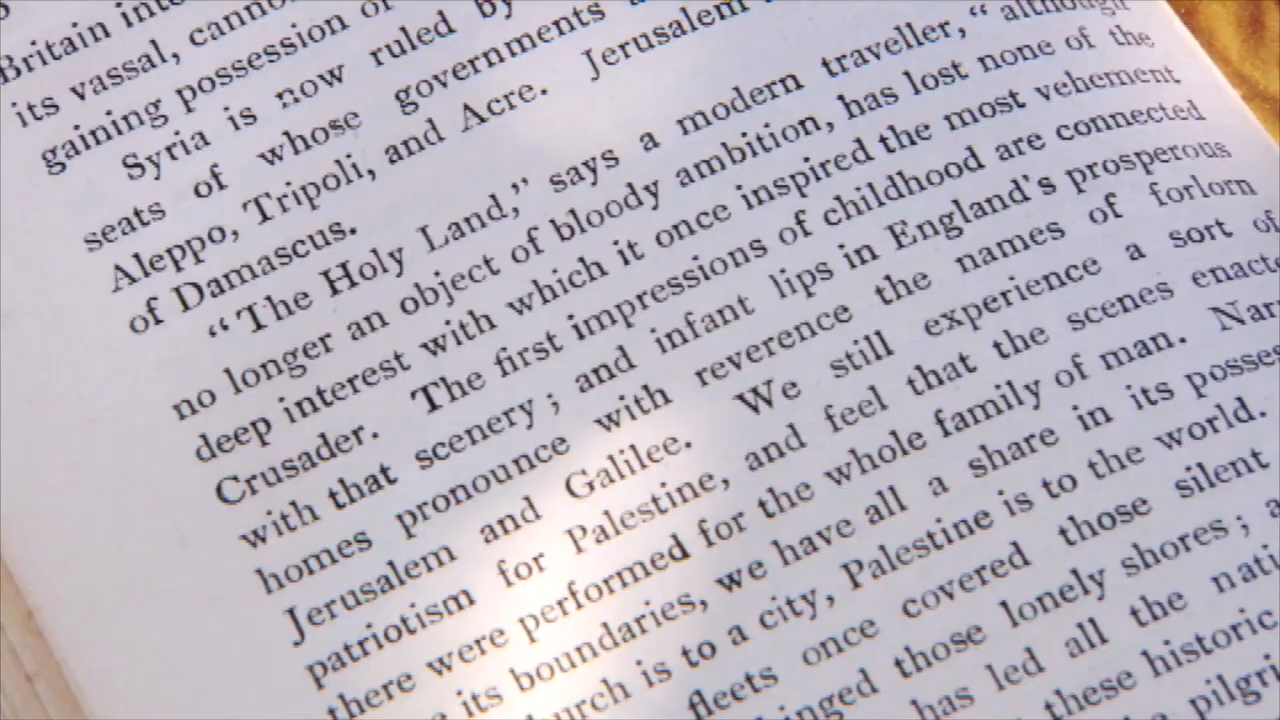 Britain
its vassal, cannot
gaining possession of
Syria is now ruled by
seats of whose governments
Aleppo, Tripoli, and Acre. Jerusalem
of Damascus.
“The Holy Land,” says a modern traveller, “although
no longer an object of bloody ambition, has lost none of the
deep interest with which it once inspired the most vehement
Crusader. The first impressions of childhood are connected
with that scenery; and infant lips in England's prosperous
homes pronounce with reverence the names of forlorn
Jerusalem and Galilee. We still experience a sort of
patriotism for Palestine, and feel that the scenes enacte
there were performed for the whole family of man. Nar
its boundaries, we have all a share in its posses
urch is to a city, Palestine is to the world.
fleets once covered those silent
inged those lonely shores; a
has led all the nati
these historic
pilgri